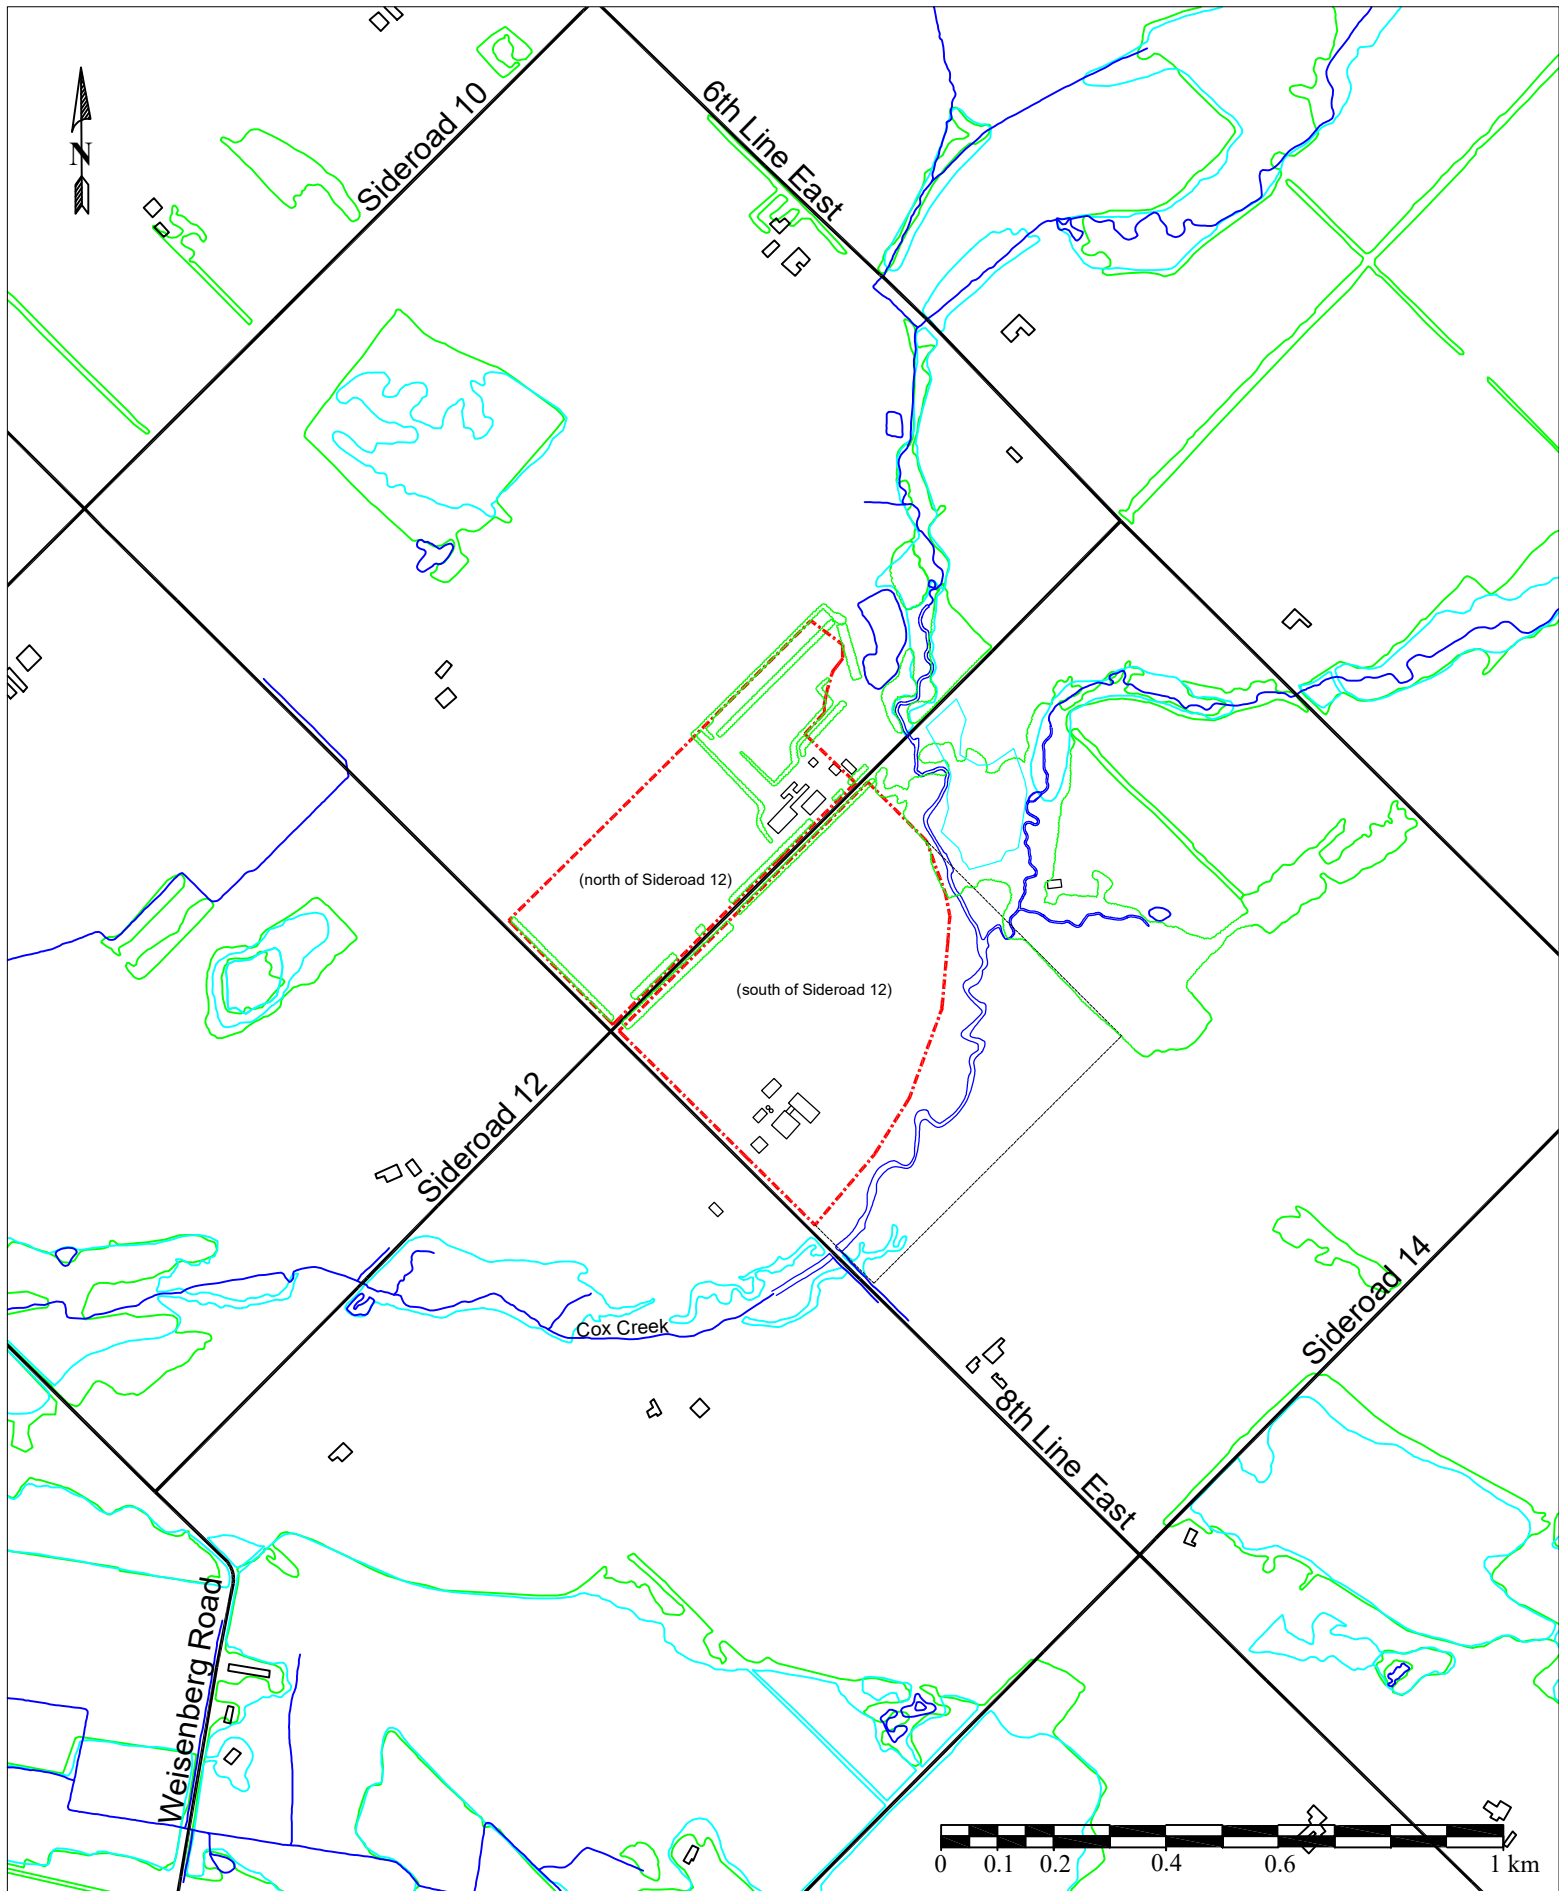 Sideroad 10
6th Line East
N
(north of Sideroad 12)
(south of Sideroad 12)
Sideroad 12
Cox Creek
Sideroad 14
8th Line East
Weisenberg Road
0 0.1 0.2 0.4 0.6 1 km